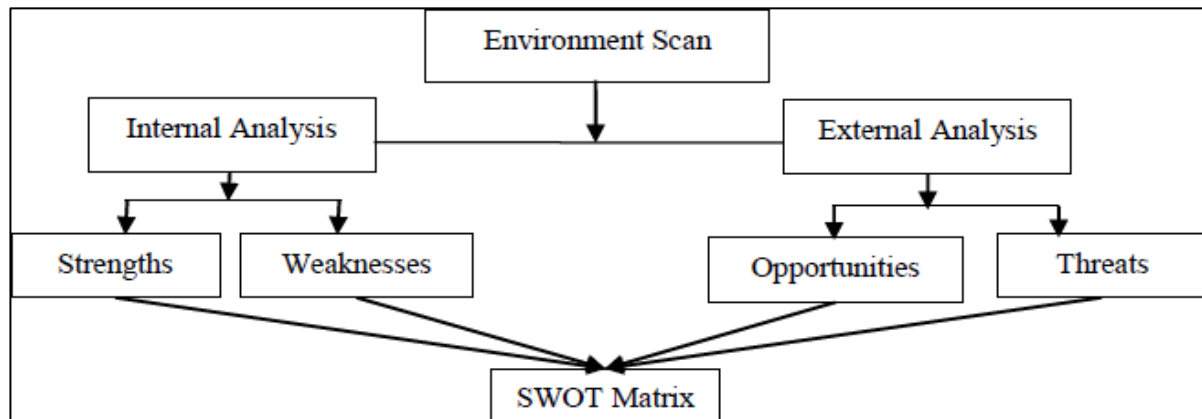 Environment Scan
Internal Analysis
External Analysis
Strengths
Weaknesses
Opportunities
Threats
SWOT Matrix